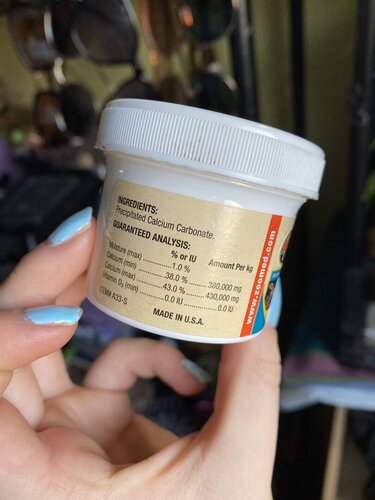 INGREDIENTS:
Precipitated Calcium Carbonate.
GUARANTEED ANALYSIS:
% or IU Amount Per kg
Moisture (max) 1.0 %
Calcium (min) 38.0 % 380,000 mg
Calcium (max) 43.0 % 430,000 mg
Vitamin D₃ (min) 0.0 IU 0.0 IU
ITEM# A33-S MADE IN U.S.A.
www.zoomed.com